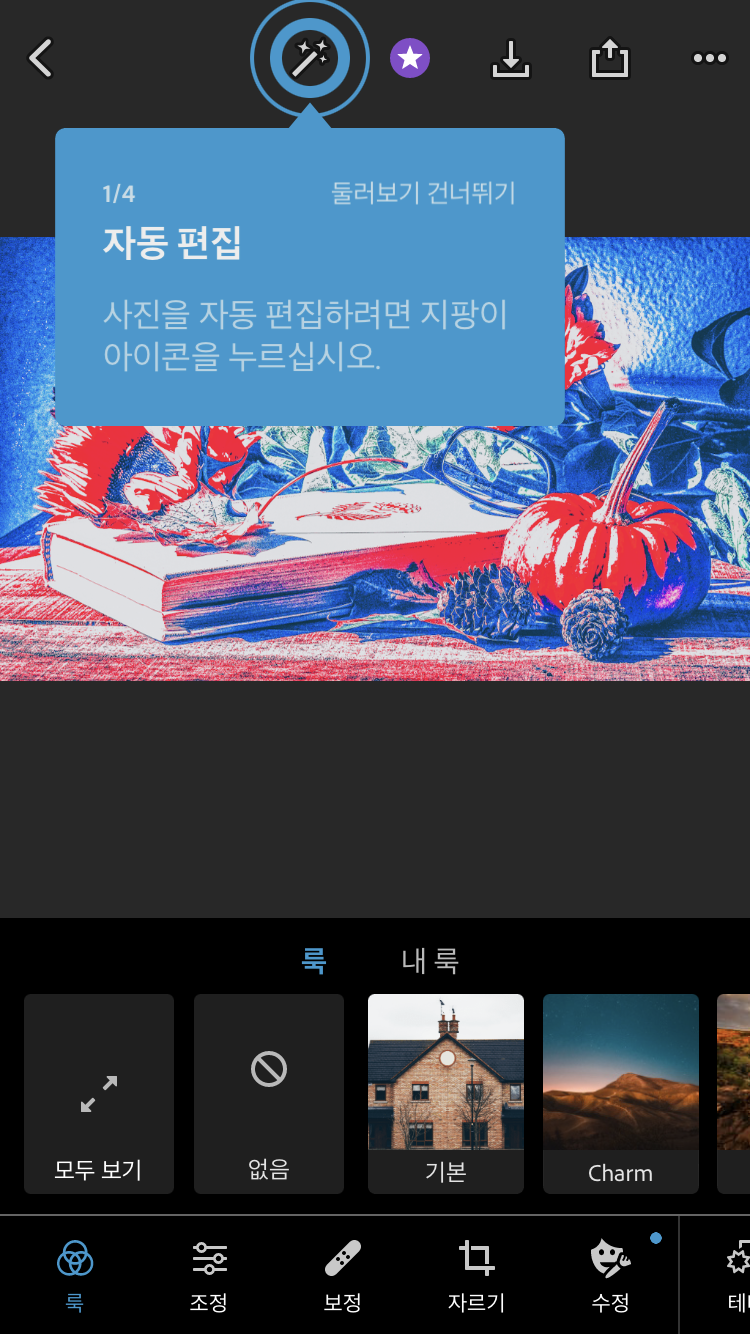 1/4
둘러보기 건너뛰기
자동 편집
사진을 자동 편집하려면 지팡이
아이콘을 누르십시오.
룩
내 룩
모두 보기
없음
기본
Charm
룩
조정
보정
자르기
수정